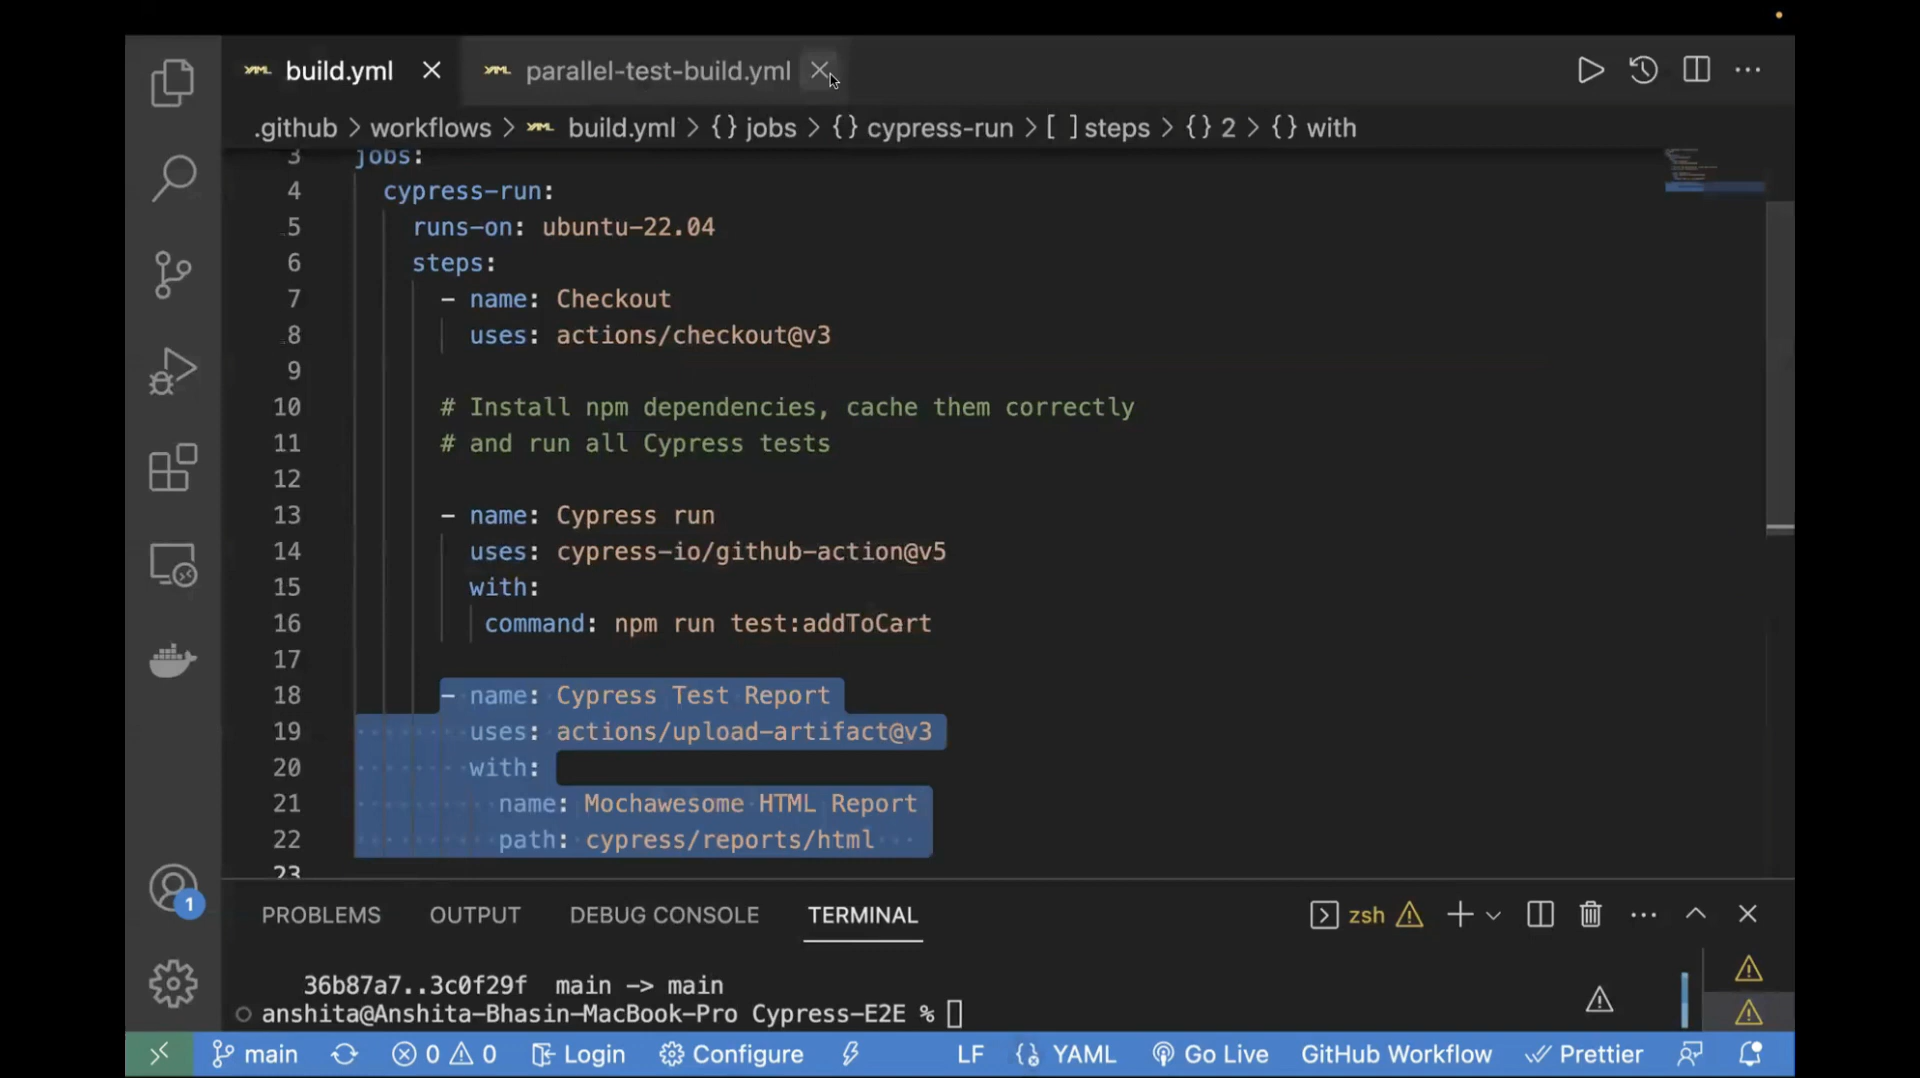 build.yml
parallel-test-build.yml
.github > workflows > build.yml > {} jobs > {} cypress-run > [ ] steps > {} 2 > {} with
3 jobs:
4 cypress-run:
5 runs-on: ubuntu-22.04
6 steps:
7 - name: Checkout
8 uses: actions/checkout@v3
9
10 # Install npm dependencies, cache them correctly
11 # and run all Cypress tests
12
13 - name: Cypress run
14 uses: cypress-io/github-action@v5
15 with:
16 command: npm run test:addToCart
17
18 - name: Cypress Test Report
19 uses: actions/upload-artifact@v3
20 with:
21 name: Mochawesome HTML Report
22 path: cypress/reports/html
23
PROBLEMS OUTPUT DEBUG CONSOLE TERMINAL zsh
36b87a7..3c0f29f main -> main
anshita@Anshita-Bhasin-MacBook-Pro Cypress-E2E %
1
main 0 0 Login Configure LF YAML Go Live GitHub Workflow Prettier